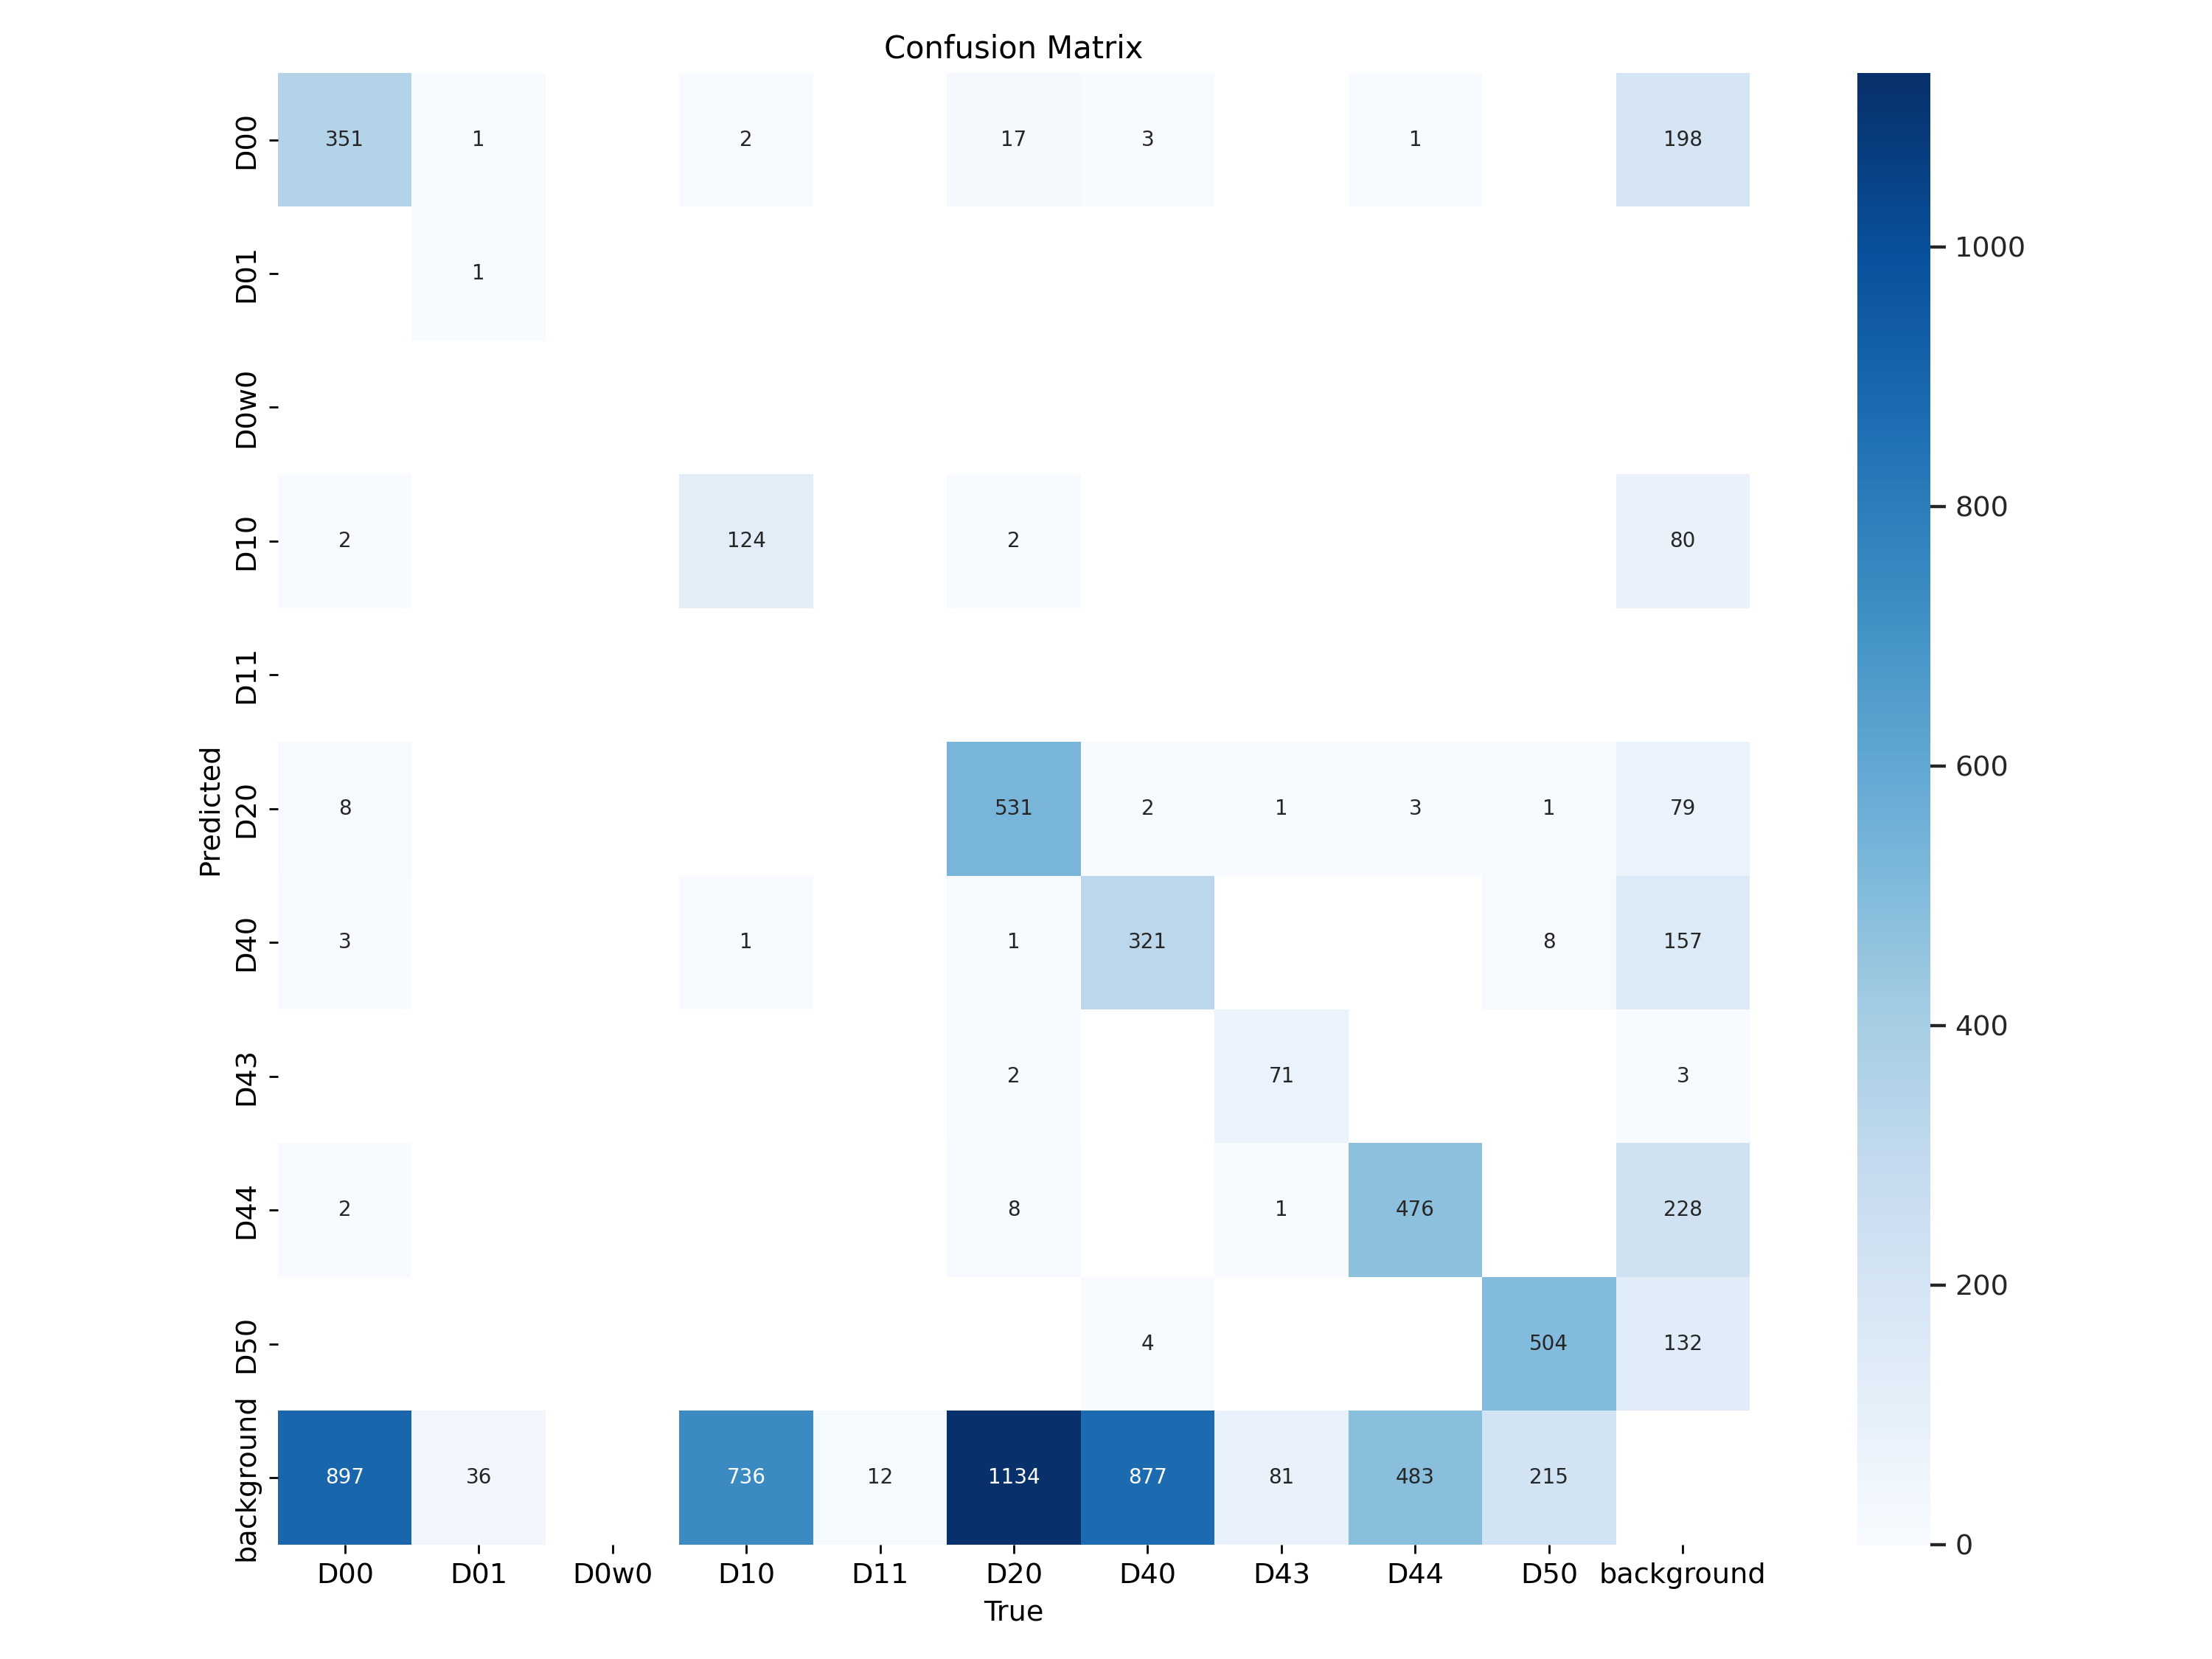 Confusion Matrix
D00 351 1 2 17 3 1 198
D01 1
D0w0
D10 2 124 2 80
D11
D20 8 531 2 1 3 1 79
D40 3 1 1 321 8 157
D43 2 71 3
D44 2 8 1 476 228
D50 4 504 132
background 897 36 736 12 1134 877 81 483 215
Predicted
D00 D01 D0w0 D10 D11 D20 D40 D43 D44 D50 background
True
1000
800
600
400
200
0